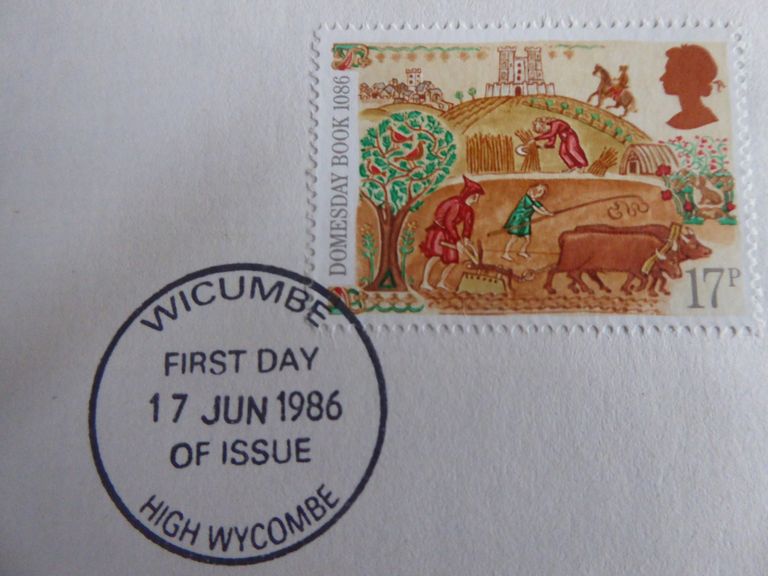 DOMESDAY BOOK 1086
17P
WICUMBE
FIRST DAY
17 JUN 1986
OF ISSUE
HIGH WYCOMBE